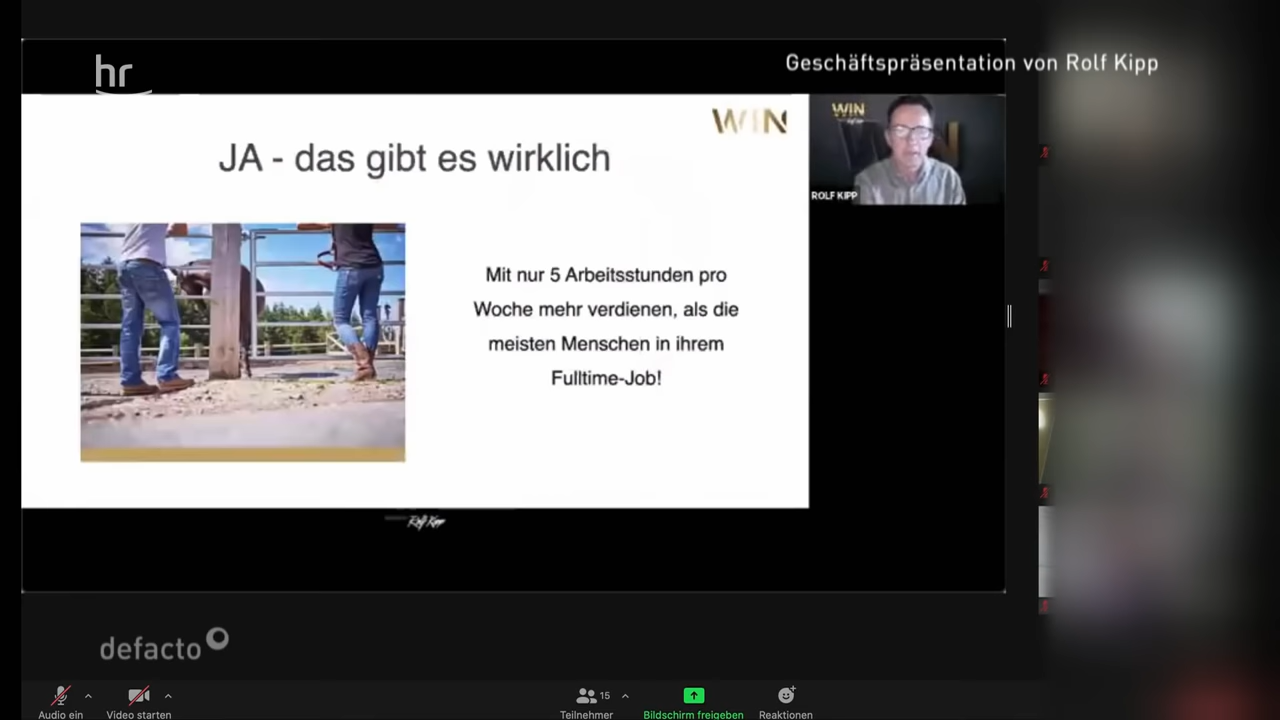 hr
Geschäftspräsentation von Rolf Kipp
WIN
JA - das gibt es wirklich
WIN
ROLF KIPP
Mit nur 5 Arbeitsstunden pro
Woche mehr verdienen, als die
meisten Menschen in ihrem
Fulltime-Job!
Rolf Kipp
defacto
15
Audio ein
Video starten
Teilnehmer
Bildschirm freigeben
Reaktionen